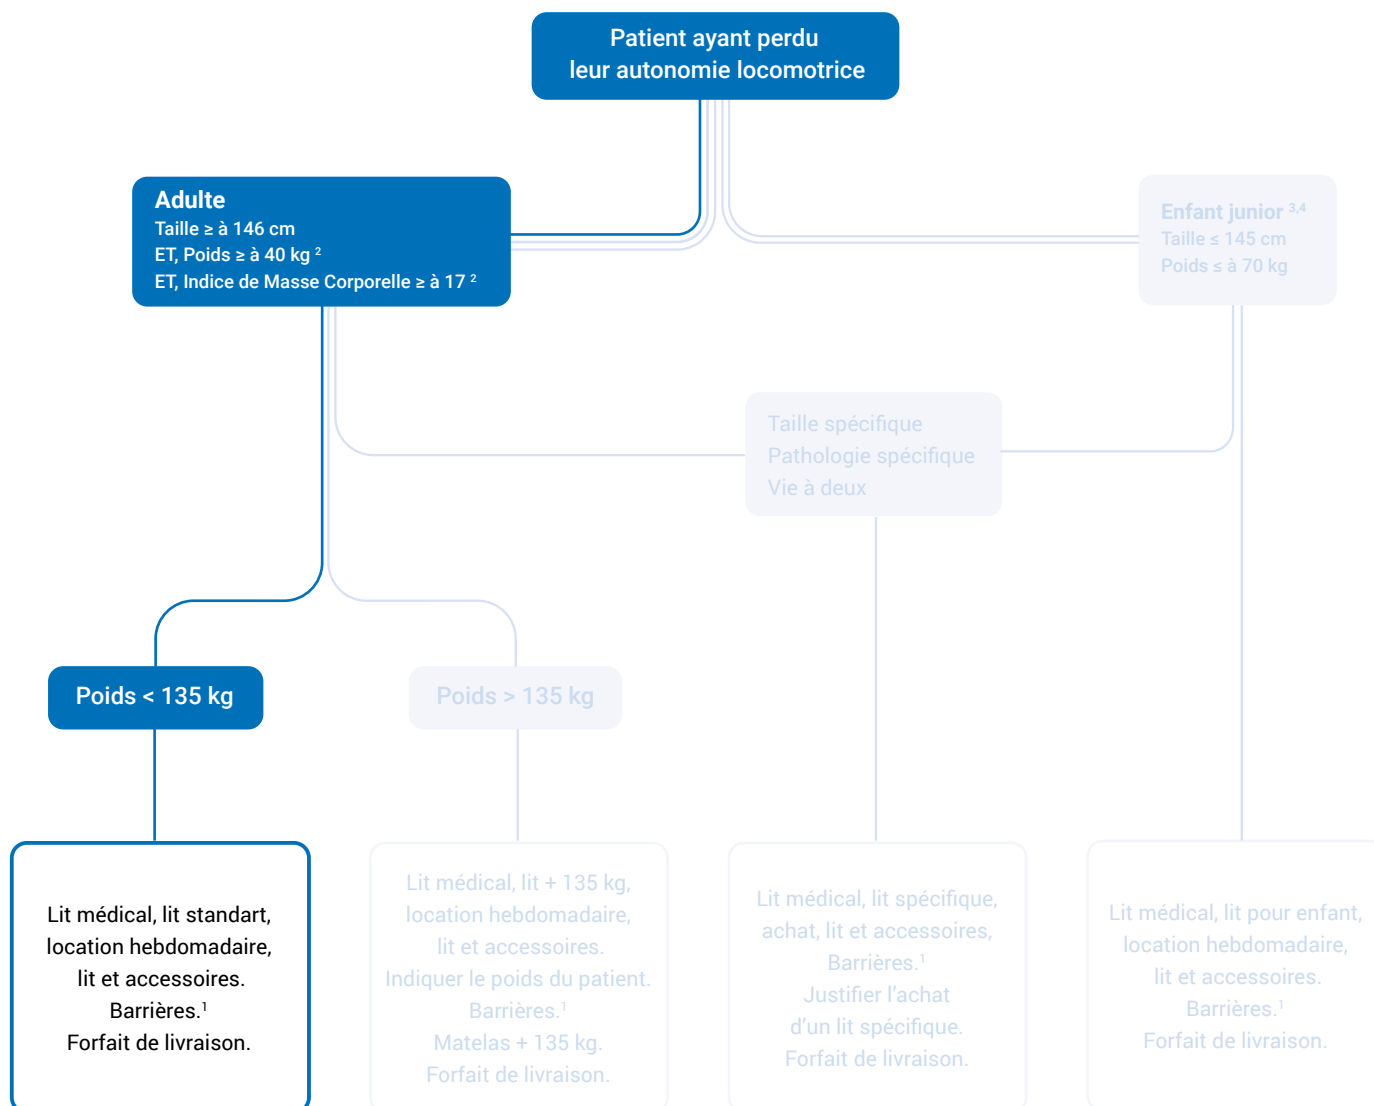 Patient ayant perdu
leur autonomie locomotrice
Adulte
Taille ≥ à 146 cm
ET, Poids ≥ à 40 kg ²
ET, Indice de Masse Corporelle ≥ à 17 ²
Enfant junior ³,⁴
Taille ≤ 145 cm
Poids ≤ à 70 kg
Taille spécifique
Pathologie spécifique
Vie à deux
Poids < 135 kg
Poids > 135 kg
Lit médical, lit standart,
location hebdomadaire,
lit et accessoires.
Barrières.¹
Forfait de livraison.
Lit médical, lit + 135 kg,
location hebdomadaire,
lit et accessoires.
Indiquer le poids du patient.
Barrières.¹
Matelas + 135 kg.
Forfait de livraison.
Lit médical, lit spécifique,
achat, lit et accessoires,
Barrières.¹
Justifier l’achat
d’un lit spécifique.
Forfait de livraison.
Lit médical, lit pour enfant,
location hebdomadaire,
lit et accessoires.
Barrières.¹
Forfait de livraison.